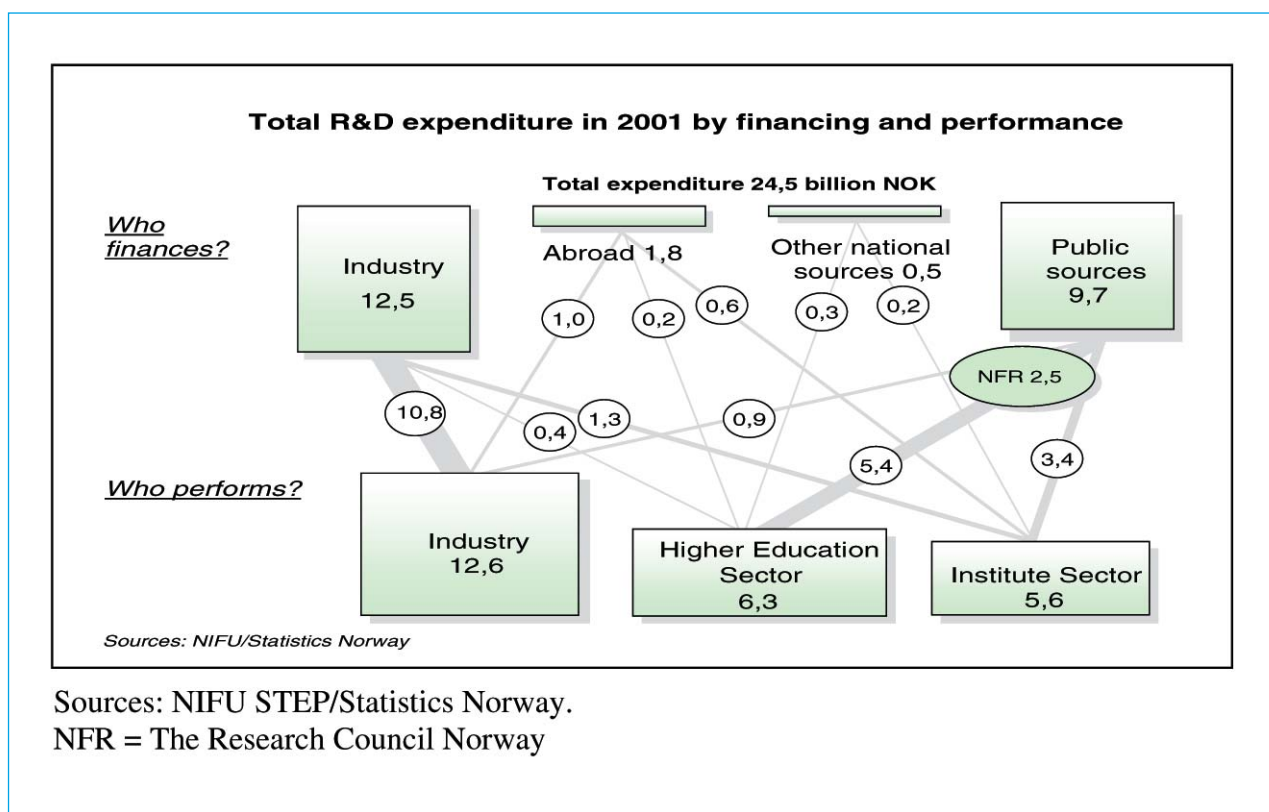 Total R&D expenditure in 2001 by financing and performance
Total expenditure 24,5 billion NOK
Who
finances?
Industry
12,5
Abroad 1,8
Other national
sources 0,5
Public
sources
9,7
1,0
0,2
0,6
0,3
0,2
NFR 2,5
10,8
0,4
1,3
0,9
5,4
3,4
Who performs?
Industry
12,6
Higher Education
Sector
6,3
Institute Sector
5,6
Sources: NIFU/Statistics Norway
Sources: NIFU STEP/Statistics Norway.
NFR = The Research Council Norway